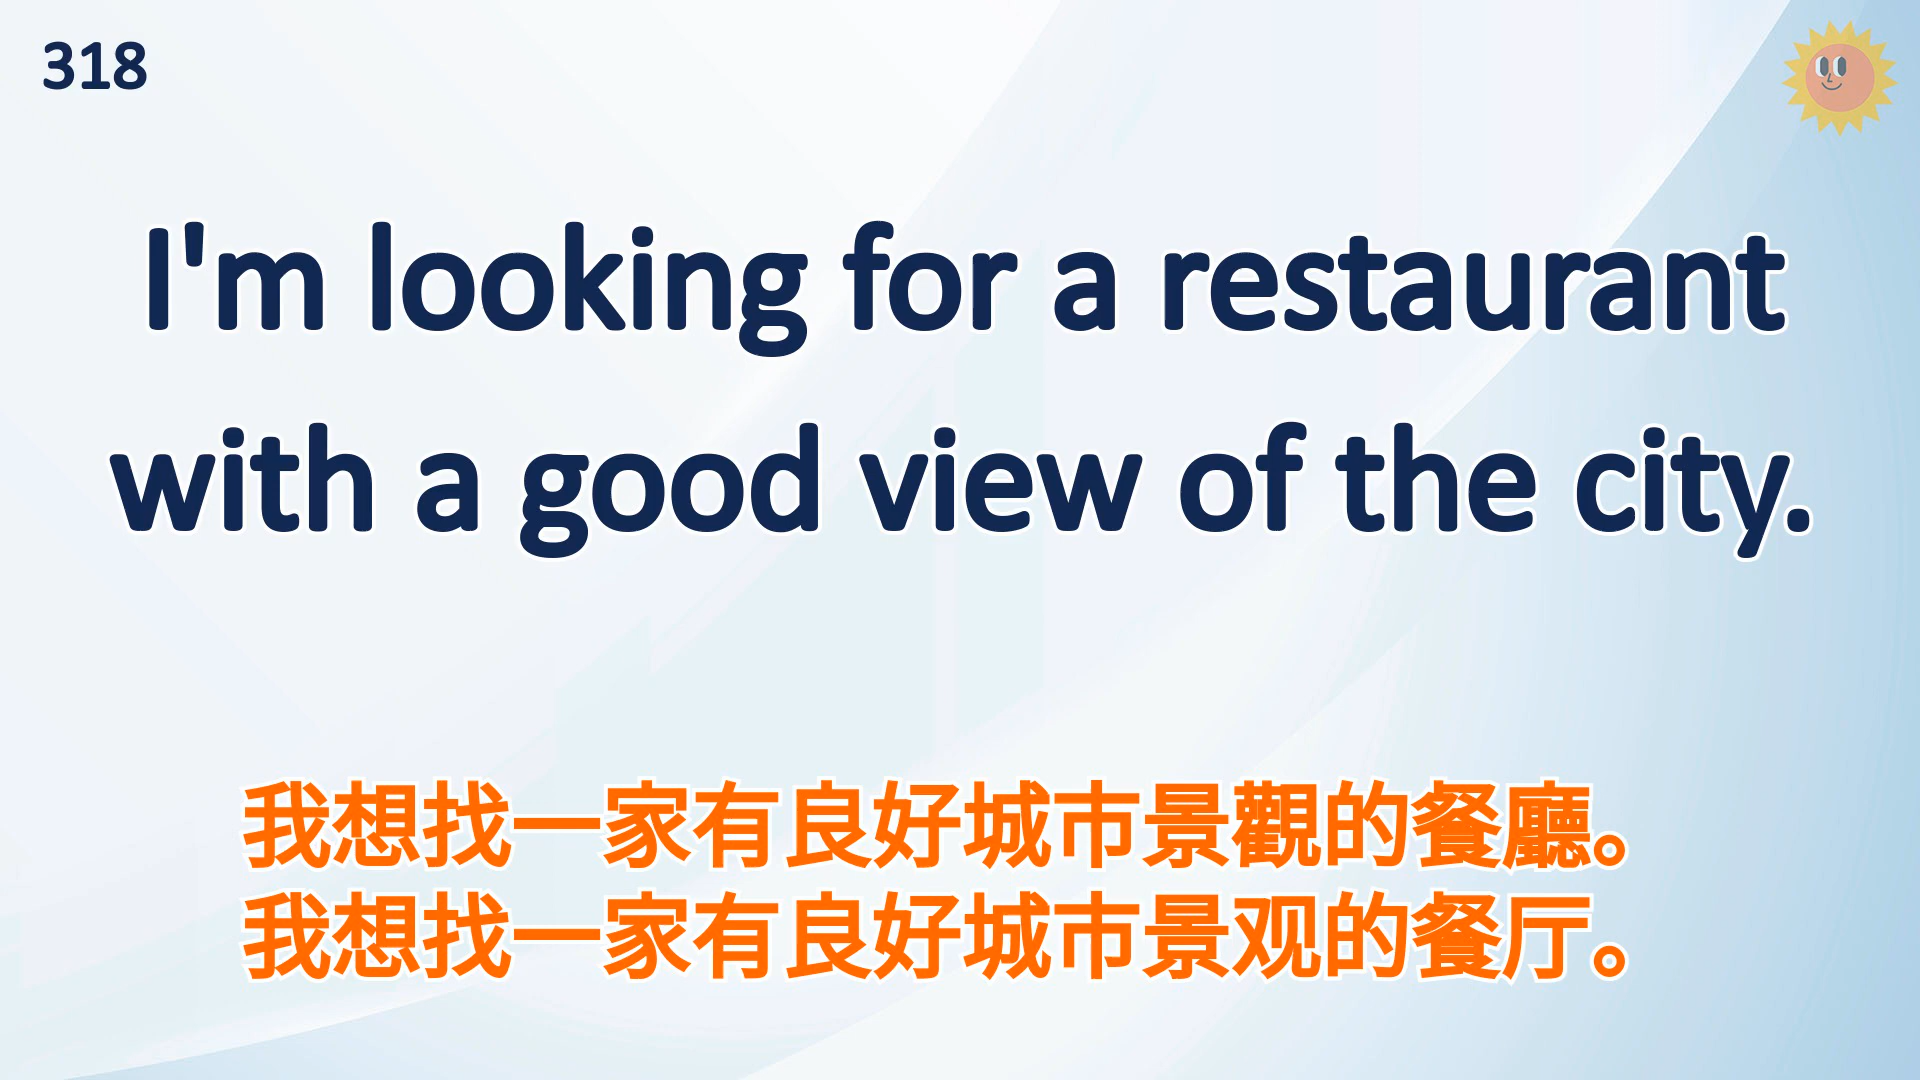 318
I'm looking for a restaurant
with a good view of the city.
我想找一家有良好城市景觀的餐廳。
我想找一家有良好城市景观的餐厅。